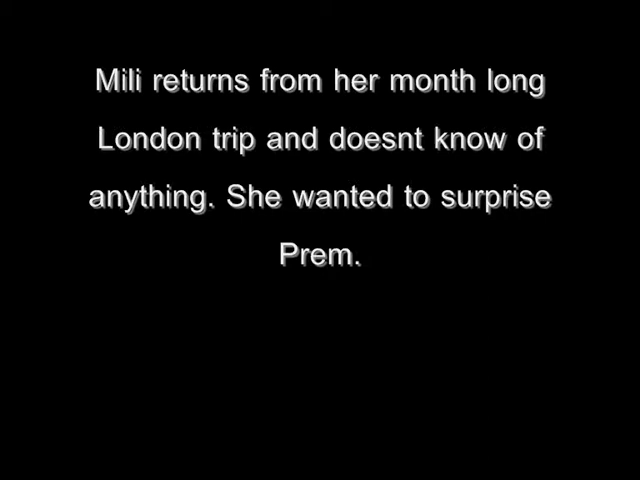 Mili returns from her month long
London trip and doesnt know of
anything. She wanted to surprise
Prem.